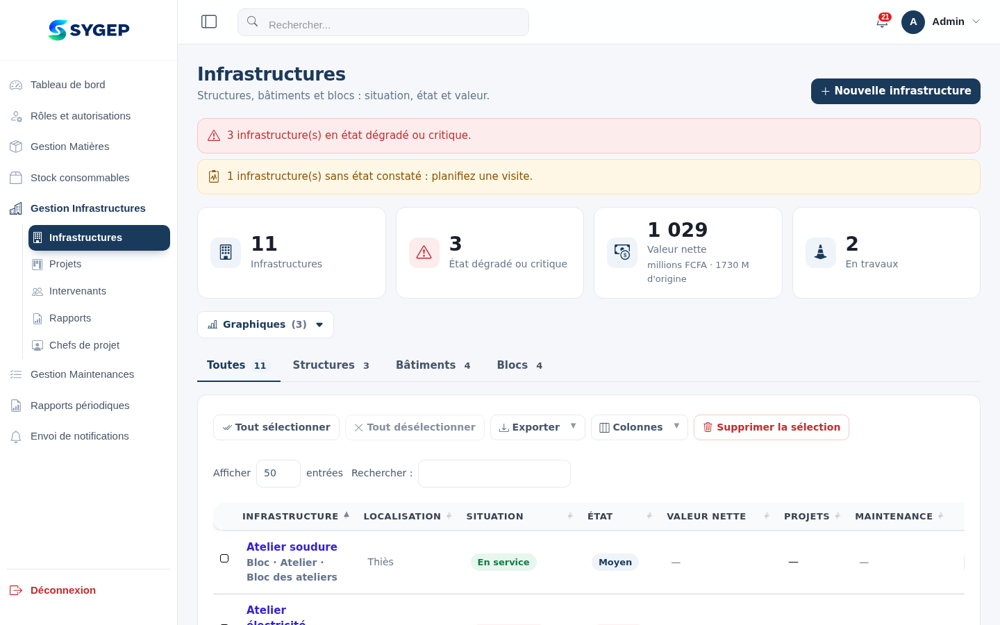 SYGEP
Rechercher...
21
A
Admin
Tableau de bord
Rôles et autorisations
Gestion Matières
Stock consommables
Gestion Infrastructures
Infrastructures
Projets
Intervenants
Rapports
Chefs de projet
Gestion Maintenances
Rapports périodiques
Envoi de notifications
Déconnexion
Infrastructures
Structures, bâtiments et blocs : situation, état et valeur.
Nouvelle infrastructure
3 infrastructure(s) en état dégradé ou critique.
1 infrastructure(s) sans état constaté : planifiez une visite.
11
Infrastructures
3
État dégradé ou critique
1 029
Valeur nette
millions FCFA · 1730 M
d'origine
2
En travaux
Graphiques (3)
Toutes 11
Structures 3
Bâtiments 4
Blocs 4
Tout sélectionner
Tout désélectionner
Exporter
Colonnes
Supprimer la sélection
Afficher 50 entrées Rechercher :
INFRASTRUCTURE LOCALISATION SITUATION ÉTAT VALEUR NETTE PROJETS MAINTENANCE
Atelier soudure
Bloc · Atelier ·
Bloc des ateliers
Thiès
En service
Moyen
—
—
—
Atelier
électricité